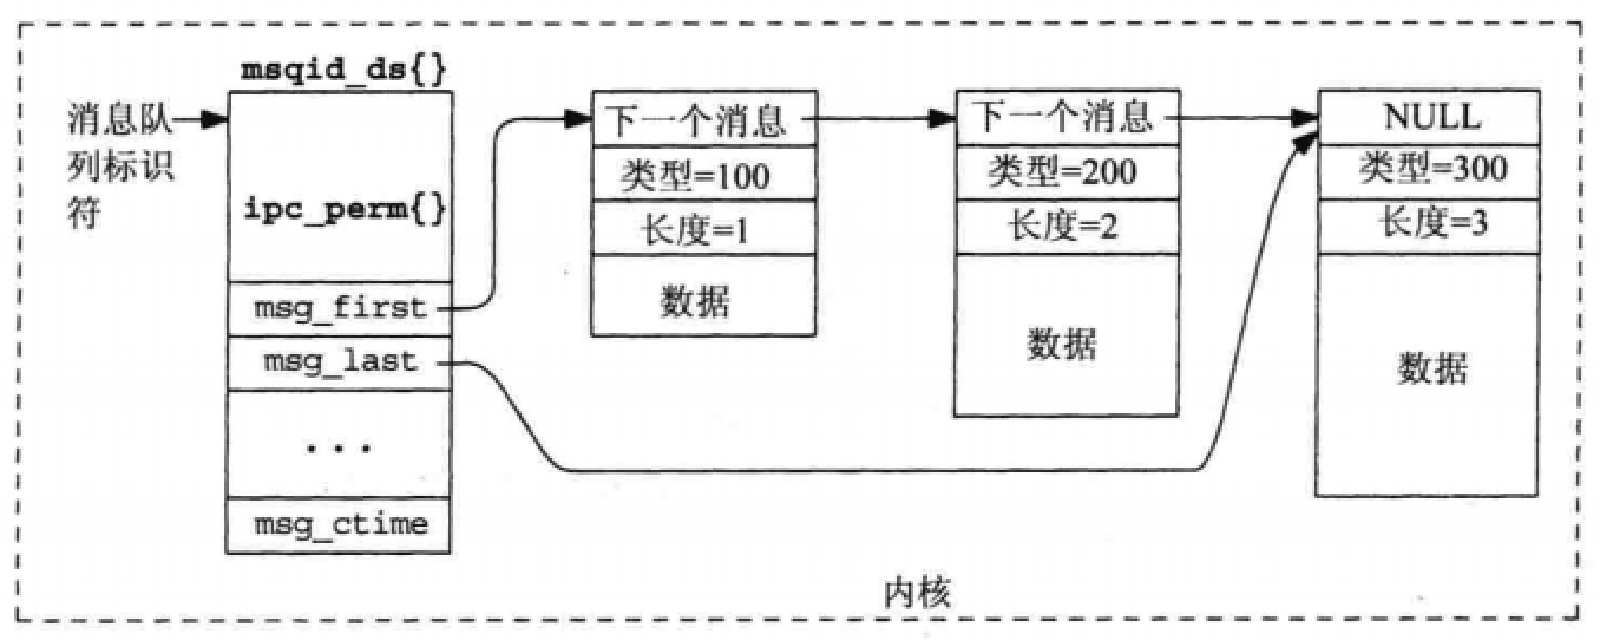 msqid_ds{}
消息队
列标识
符
ipc_perm{}
msg_first
msg_last
...
msg_ctime
下一个消息
类型=100
长度=1
数据
下一个消息
类型=200
长度=2
数据
NULL
类型=300
长度=3
数据
内核